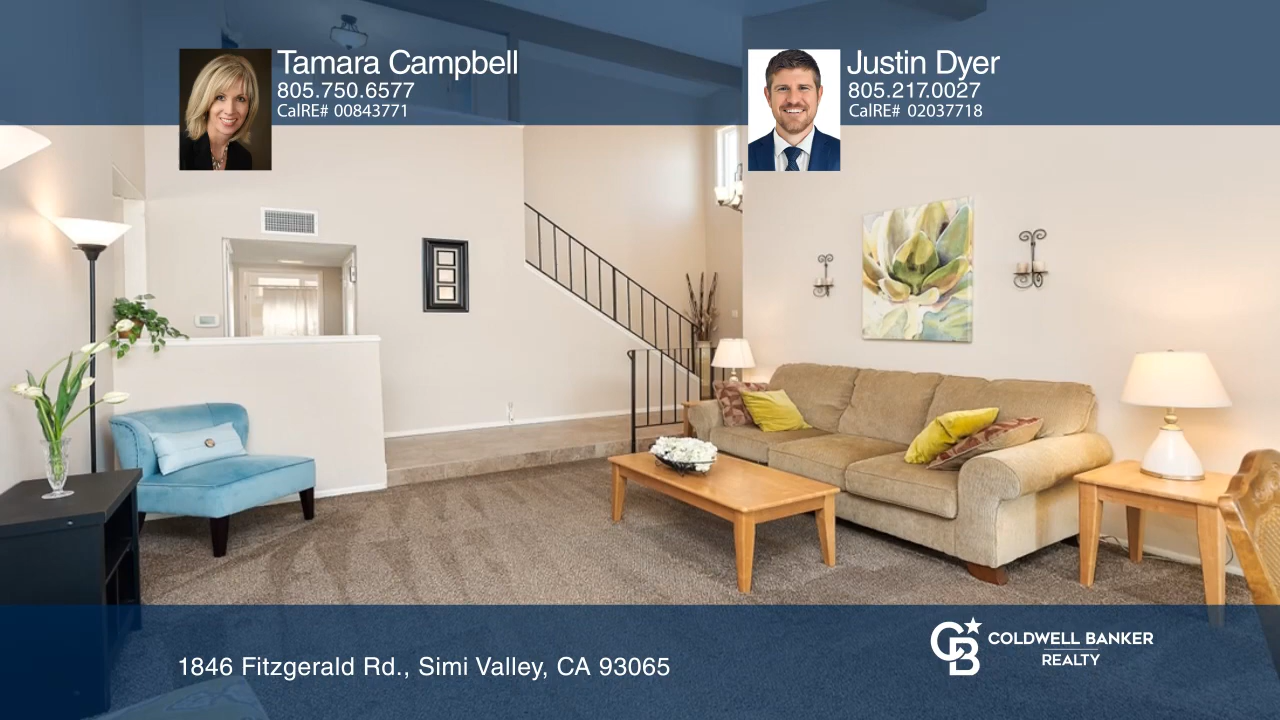 Tamara Campbell
805.750.6577
CalRE# 00843771
Justin Dyer
805.217.0027
CalRE# 02037718
1846 Fitzgerald Rd., Simi Valley, CA 93065
CB
COLDWELL BANKER
REALTY